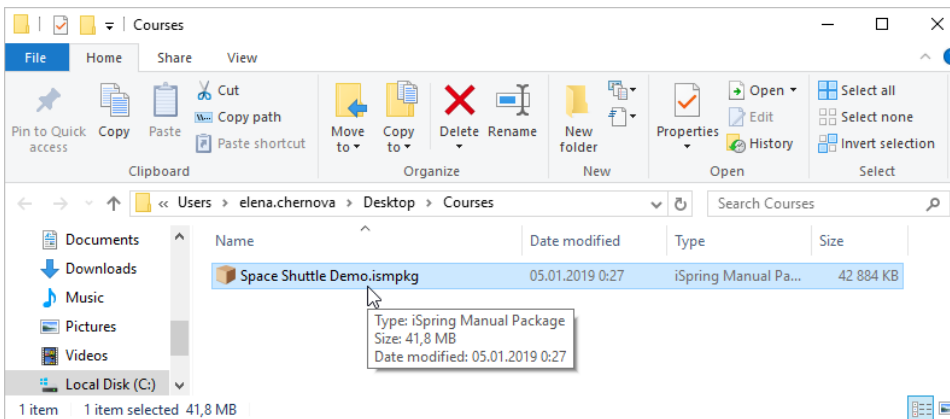 Courses
File Home Share View
Pin to Quick access
Copy
Paste
Cut
Copy path
Paste shortcut
Clipboard
Move to
Copy to
Delete
Rename
Organize
New folder
New
Properties
Open
Edit
History
Open
Select all
Select none
Invert selection
Select
« Users > elena.chernova > Desktop > Courses
Search Courses
Documents
Downloads
Music
Pictures
Videos
Local Disk (C:)
Name Date modified Type Size
Space Shuttle Demo.ismpkg 05.01.2019 0:27 iSpring Manual Pa... 42 884 KB
Type: iSpring Manual Package
Size: 41,8 MB
Date modified: 05.01.2019 0:27
1 item 1 item selected 41,8 MB